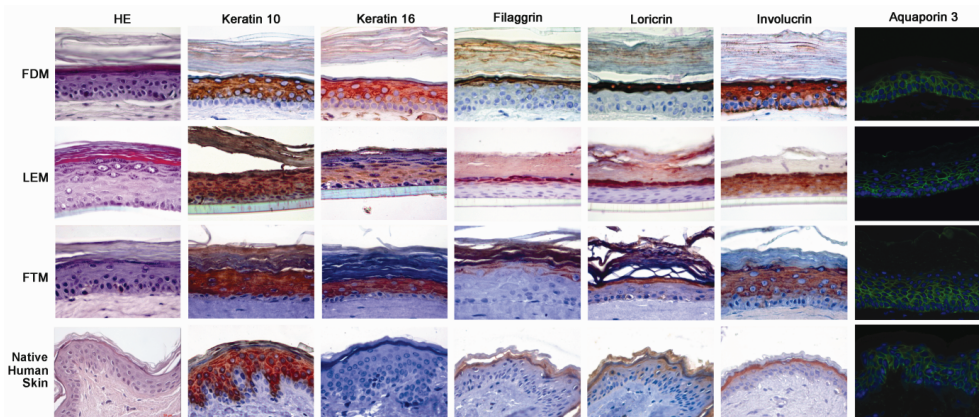 HE Keratin 10 Keratin 16 Filaggrin Loricrin Involucrin Aquaporin 3
FDM
LEM
FTM
Native
Human
Skin